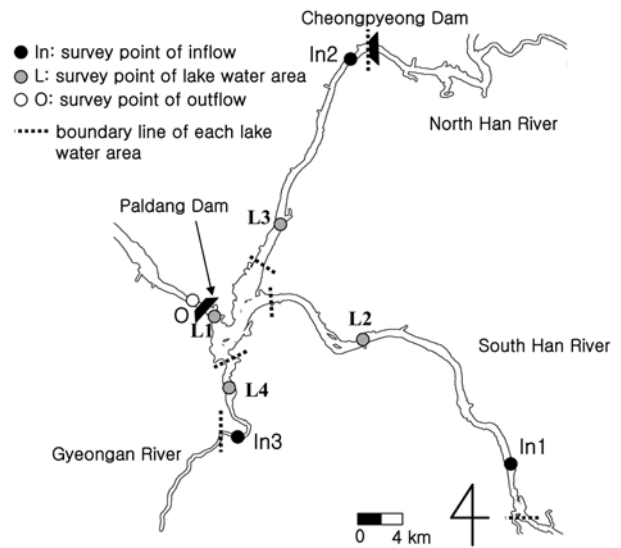 Cheongpyeong Dam
In: survey point of inflow
In2
L: survey point of lake water area
O: survey point of outflow
boundary line of each lake
water area
North Han River
Paldang Dam
L3
O
L1
L2
South Han River
L4
In3
Gyeongan River
In1
0 4 km